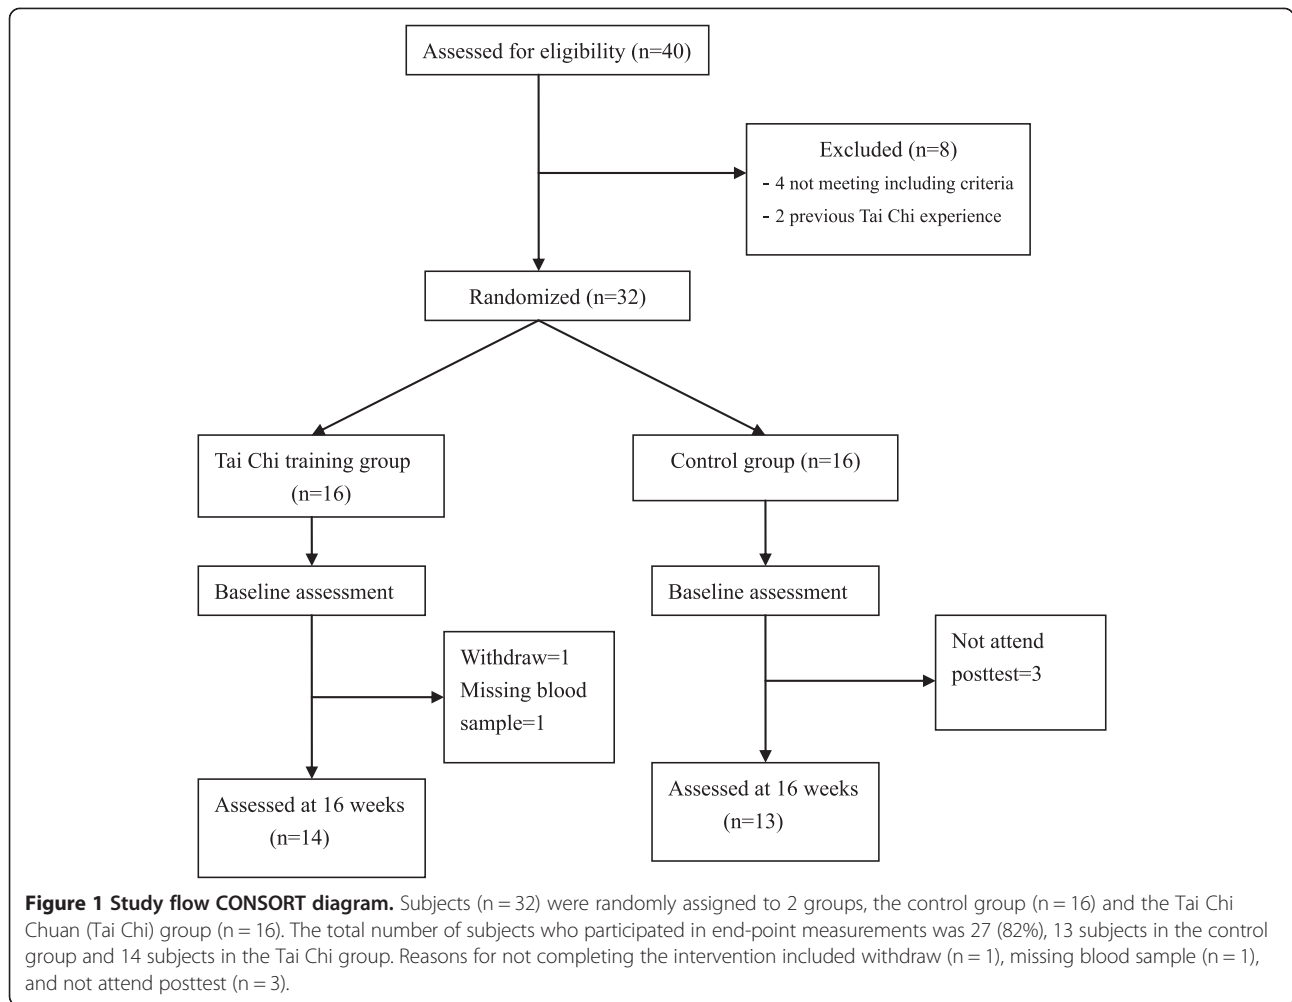 Assessed for eligibility (n=40)
Excluded (n=8)
- 4 not meeting including criteria
- 2 previous Tai Chi experience
Randomized (n=32)
Tai Chi training group
(n=16)
Control group (n=16)
Baseline assessment
Baseline assessment
Withdraw=1
Missing blood
sample=1
Not attend
posttest=3
Assessed at 16 weeks
(n=14)
Assessed at 16 weeks
(n=13)
Figure 1 Study flow CONSORT diagram. Subjects (n = 32) were randomly assigned to 2 groups, the control group (n = 16) and the Tai Chi
Chuan (Tai Chi) group (n = 16). The total number of subjects who participated in end-point measurements was 27 (82%), 13 subjects in the control
group and 14 subjects in the Tai Chi group. Reasons for not completing the intervention included withdraw (n = 1), missing blood sample (n = 1),
and not attend posttest (n = 3).